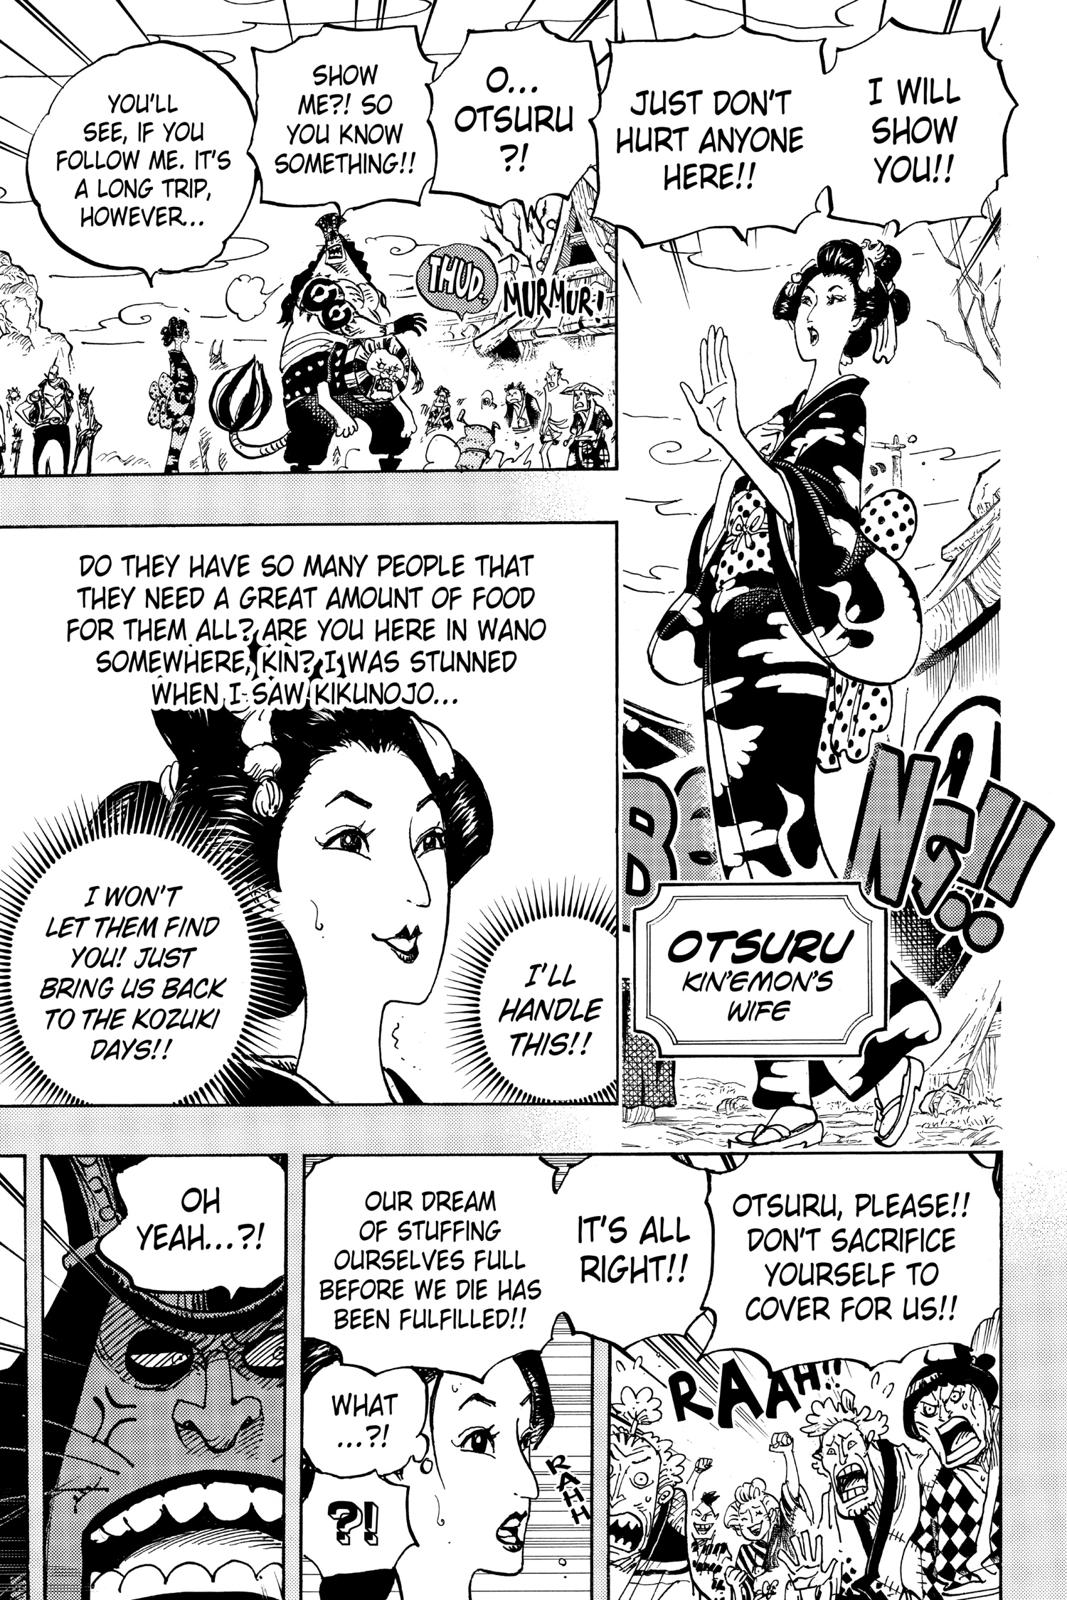 I WILL
SHOW
YOU!!
JUST DON'T
HURT ANYONE
HERE!!
BONG!!
OTSURU
KIN'EMON'S
WIFE
O...
OTSURU
?!
SHOW
ME?! SO
YOU KNOW
SOMETHING!!
YOU'LL
SEE, IF YOU
FOLLOW ME. IT'S
A LONG TRIP,
HOWEVER...
THUD.
MURMUR!
DO THEY HAVE SO MANY PEOPLE THAT
THEY NEED A GREAT AMOUNT OF FOOD
FOR THEM ALL? ARE YOU HERE IN WANO
SOMEWHERE, KIN? I WAS STUNNED
WHEN I SAW KIKUNOJO...
I'LL
HANDLE
THIS!!
I WON'T
LET THEM FIND
YOU! JUST
BRING US BACK
TO THE KOZUKI
DAYS!!
OTSURU, PLEASE!!
DON'T SACRIFICE
YOURSELF TO
COVER FOR US!!
IT'S ALL
RIGHT!!
RAAH!!
OUR DREAM
OF STUFFING
OURSELVES FULL
BEFORE WE DIE HAS
BEEN FULFILLED!!
RAHH
WHAT
...?!
?!
OH
YEAH...?!